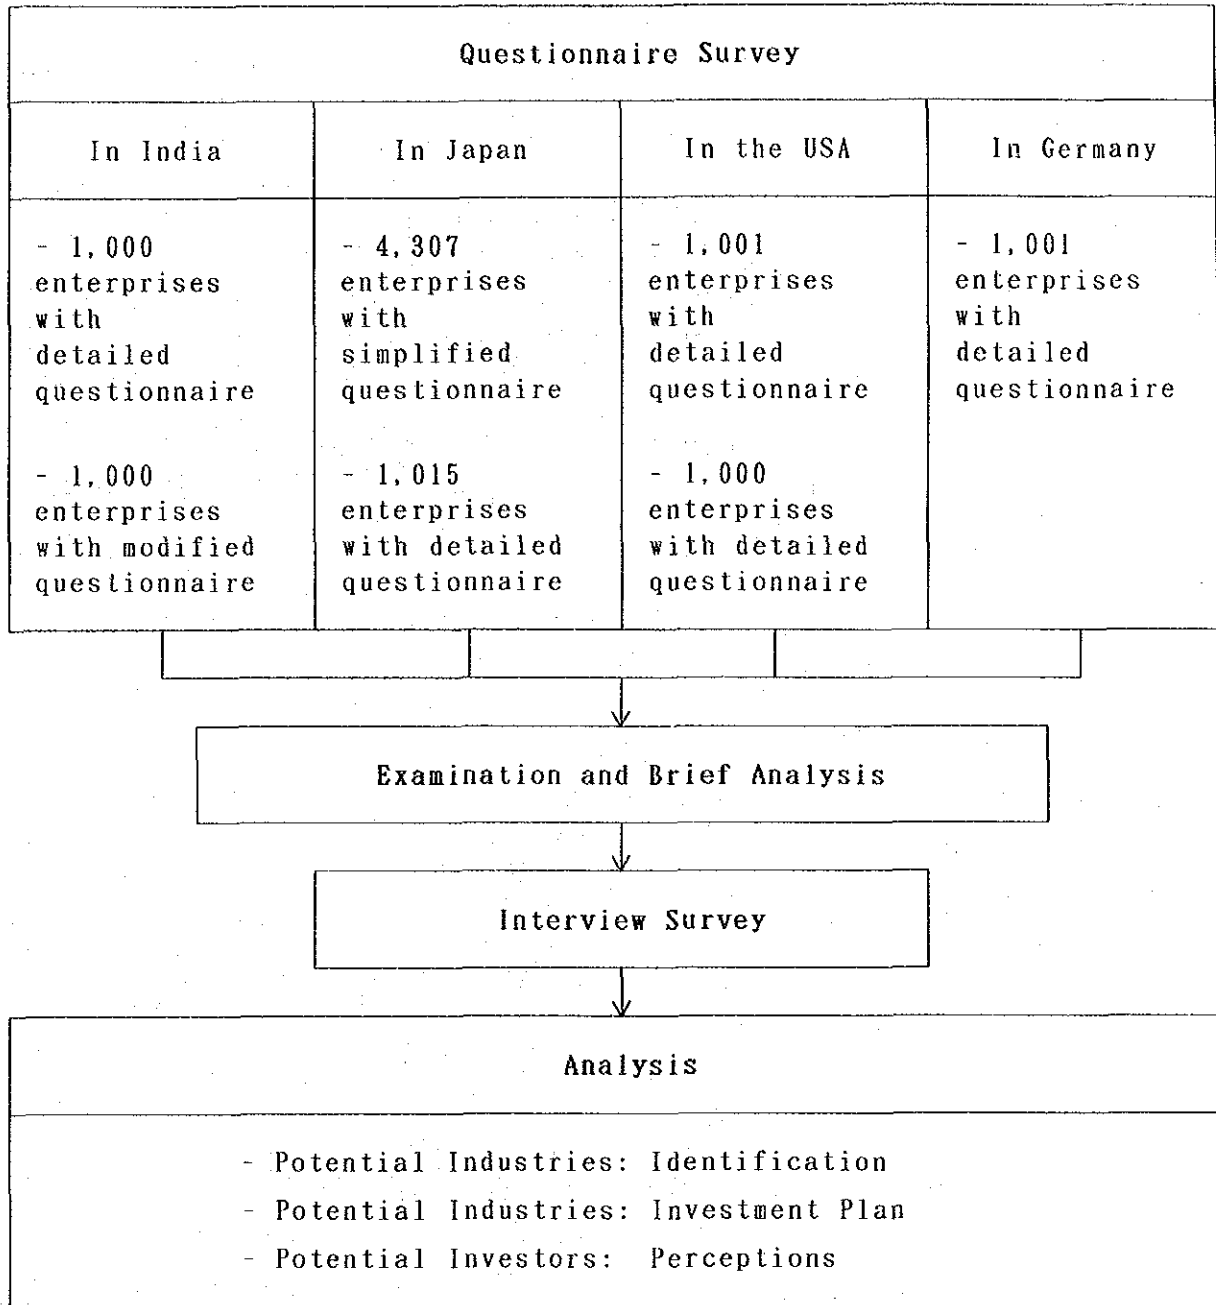 Questionnaire Survey
In India
In Japan
In the USA
In Germany
- 1,000
enterprises
with
detailed
questionnaire
- 1,000
enterprises
with modified
questionnaire
- 4,307
enterprises
with
simplified
questionnaire
- 1,015
enterprises
with detailed
questionnaire
- 1,001
enterprises
with
detailed
questionnaire
- 1,000
enterprises
with detailed
questionnaire
- 1,001
enterprises
with
detailed
questionnaire
Examination and Brief Analysis
Interview Survey
Analysis
- Potential Industries: Identification
- Potential Industries: Investment Plan
- Potential Investors: Perceptions